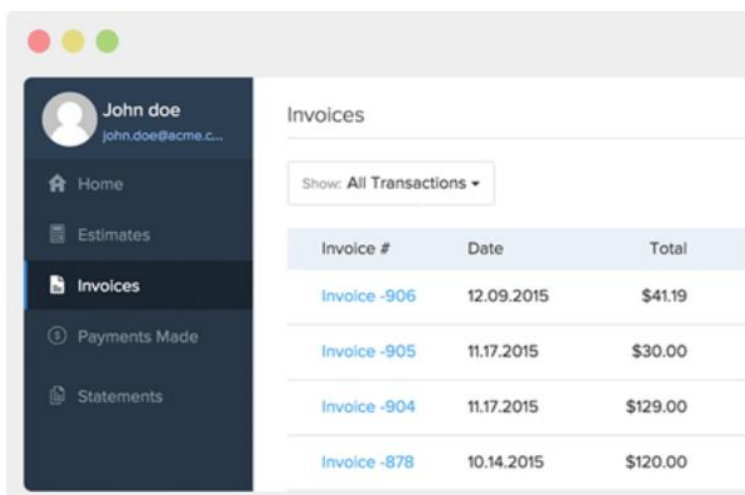 John doe
john.doe@acme.c...
Home
Estimates
Invoices
Payments Made
Statements
Invoices
Show: All Transactions
Invoice # Date Total
Invoice -906 12.09.2015 $41.19
Invoice -905 11.17.2015 $30.00
Invoice -904 11.17.2015 $129.00
Invoice -878 10.14.2015 $120.00